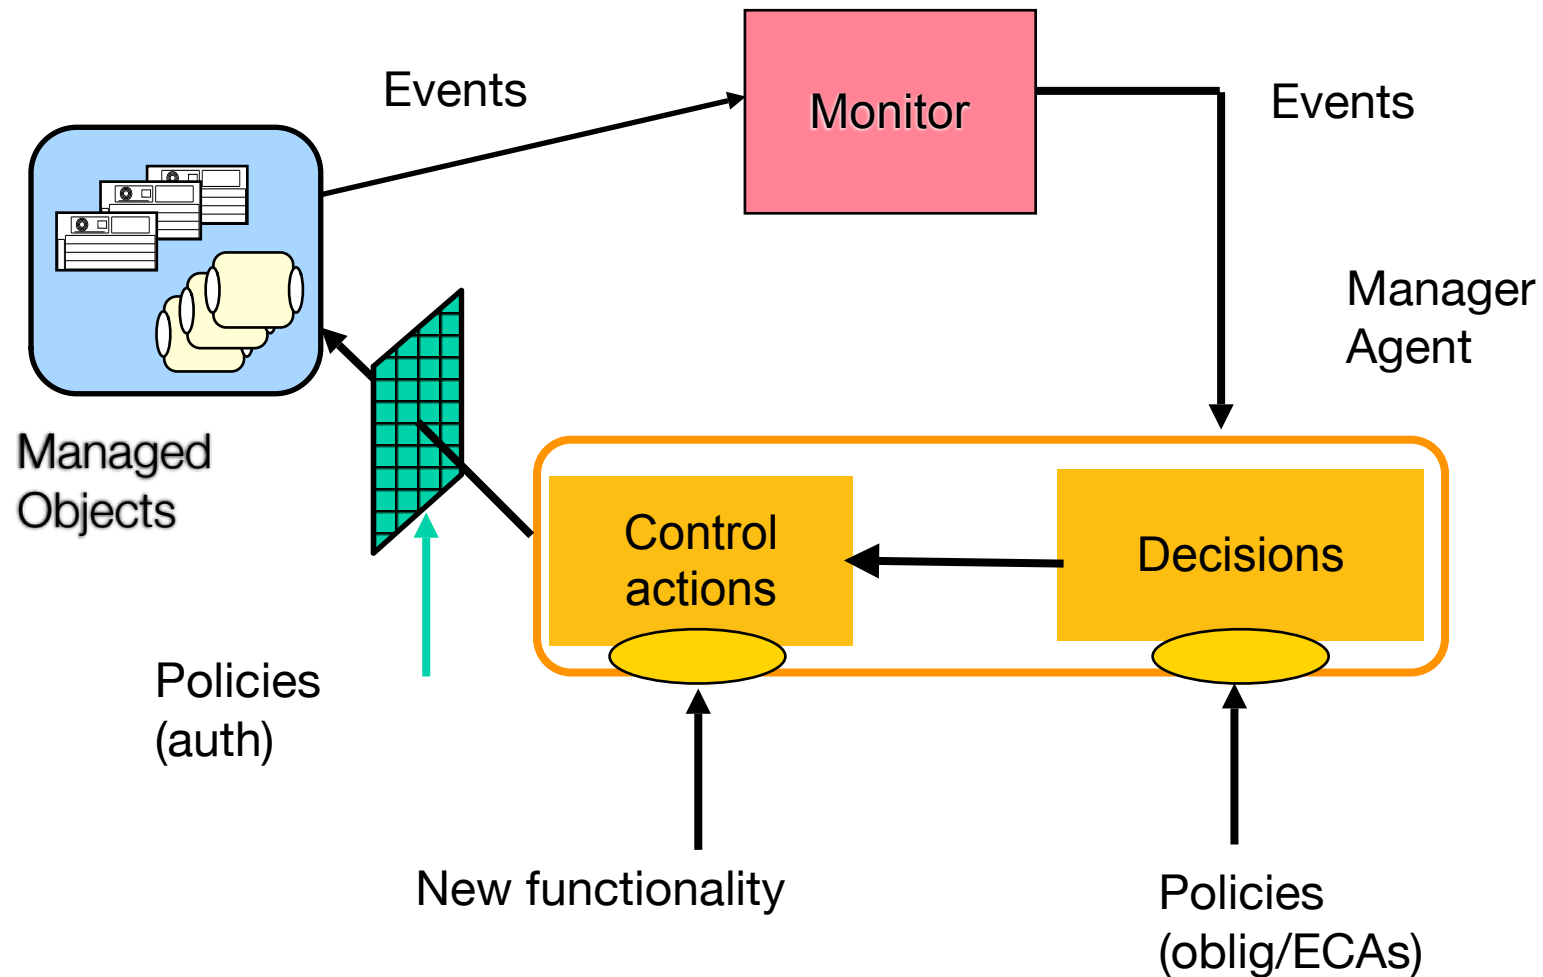 Events
Monitor
Events
Manager
Agent
Managed
Objects
Control
actions
Decisions
Policies
(auth)
New functionality
Policies
(oblig/ECAs)